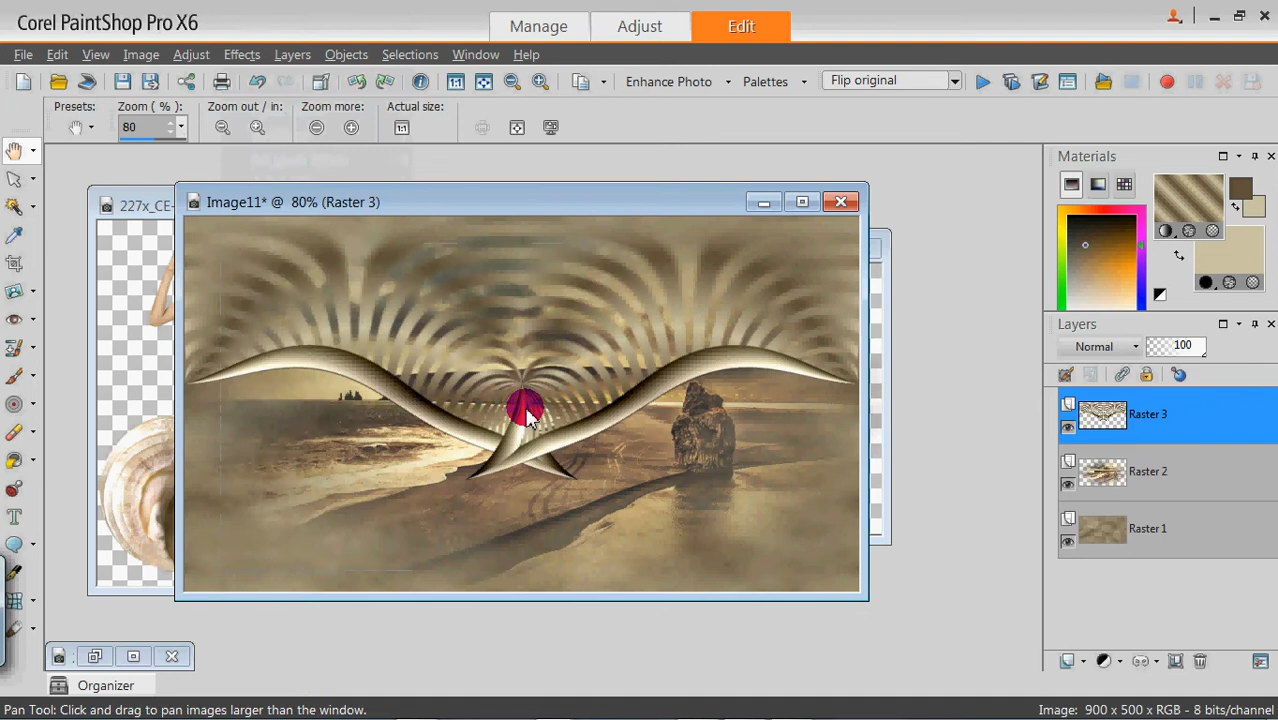 Corel PaintShop Pro X6
Manage Adjust Edit
File Edit View Image Adjust Effects Layers Objects Selections Window Help
Enhance Photo Palettes Flip original
Presets: Zoom ( % ): Zoom out / in: Zoom more: Actual size:
80
Materials
227x_CE-
Image11* @ 80% (Raster 3)
Layers
Normal 100
Raster 3
Raster 2
Raster 1
Organizer
Pan Tool: Click and drag to pan images larger than the window. Image: 900 x 500 x RGB - 8 bits/channel